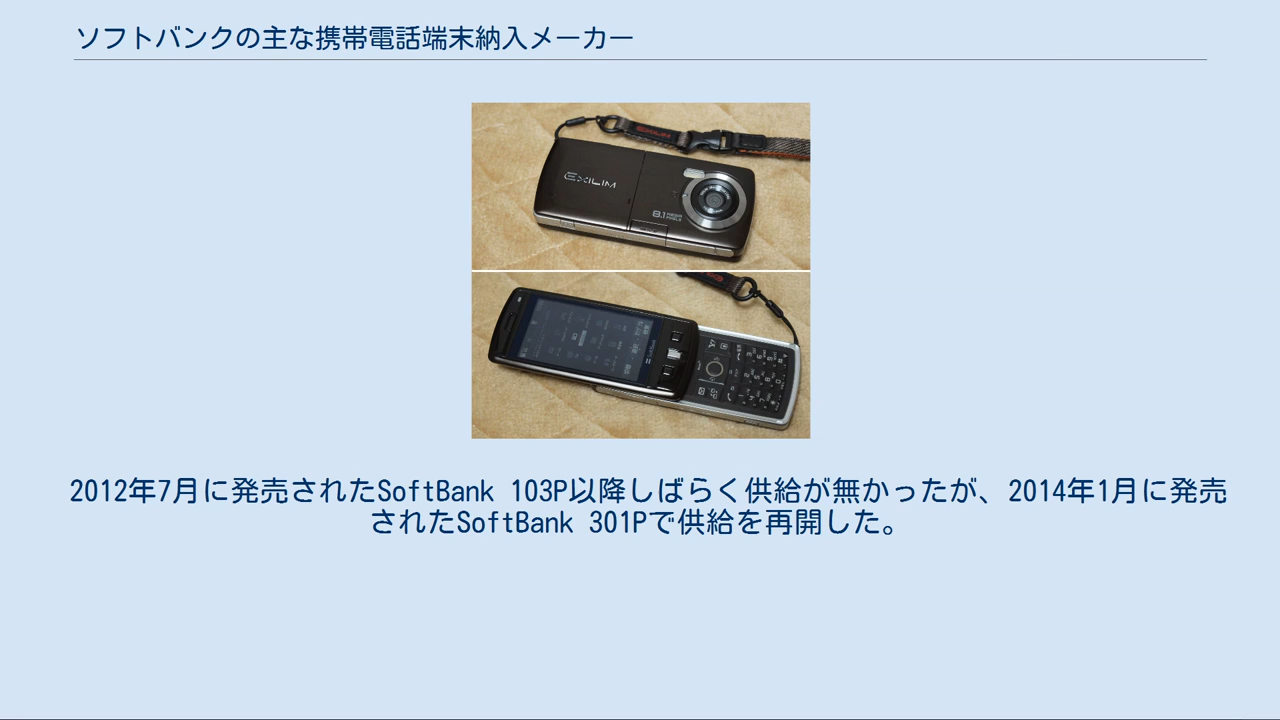 ソフトバンクの主な携帯電話端末納入メーカー
EXILIM
EXILIM
8.1 MEGA PIXELS
SoftBank
2012年7月に発売されたSoftBank 103P以降しばらく供給が無かったが、2014年1月に発売
されたSoftBank 301Pで供給を再開した。